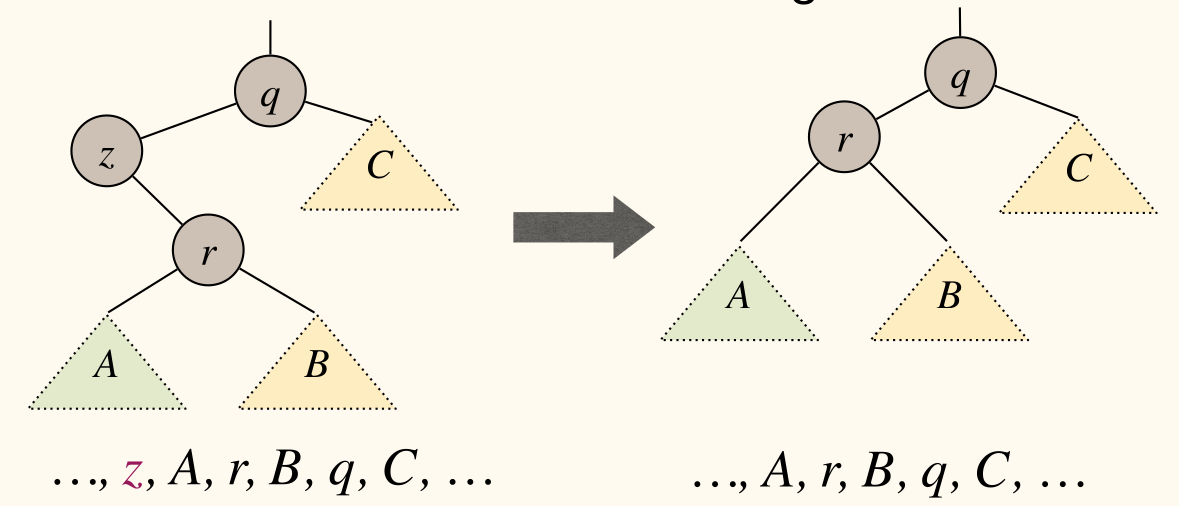 q
z
C
r
A
B
…, z, A, r, B, q, C, …
q
r
C
A
B
…, A, r, B, q, C, …